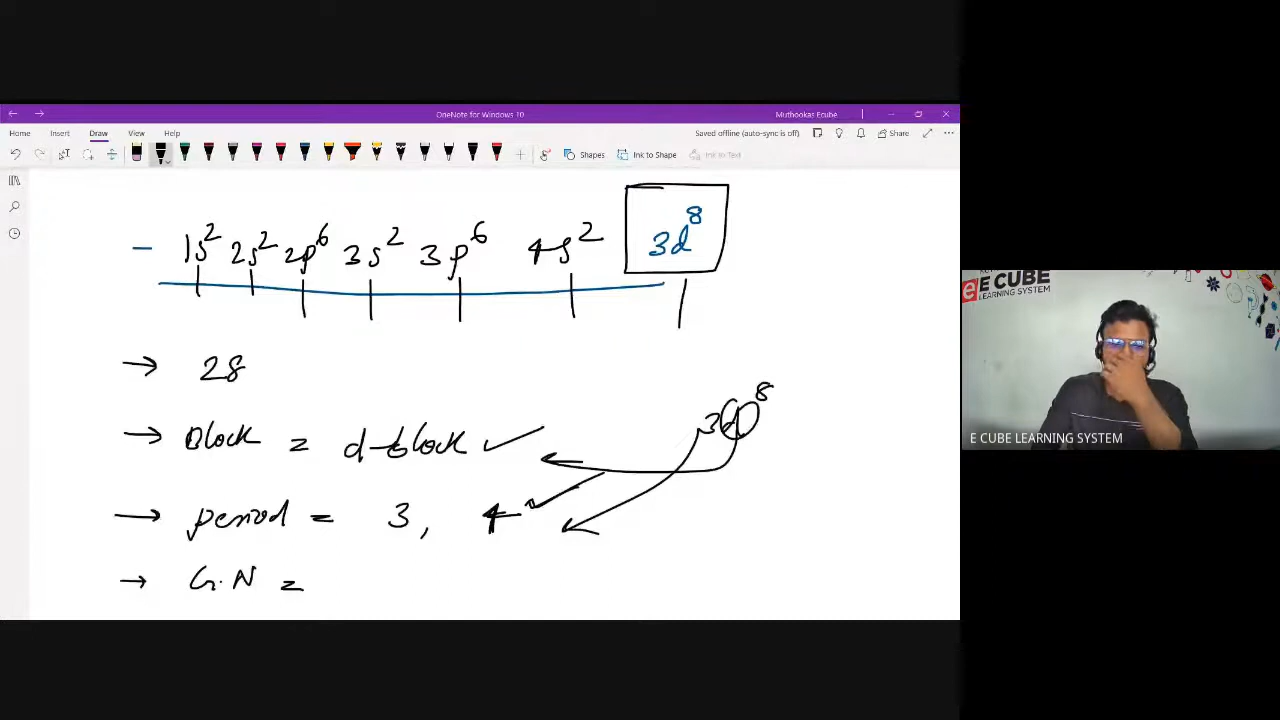 OneNote for Windows 10
Muthookas Ecube
Home Insert Draw View Help
Saved offline (auto-sync is off) Share
Shapes Ink to Shape Ink to Text
- 1s² 2s² 2p⁶ 3s² 3p⁶ 4s² 3d⁸
→ 28
3d⁸
→ Block = d-block ✓
→ period = 3, 4 ✓
→ G.N =
E CUBE
LEARNING SYSTEM
E CUBE LEARNING SYSTEM